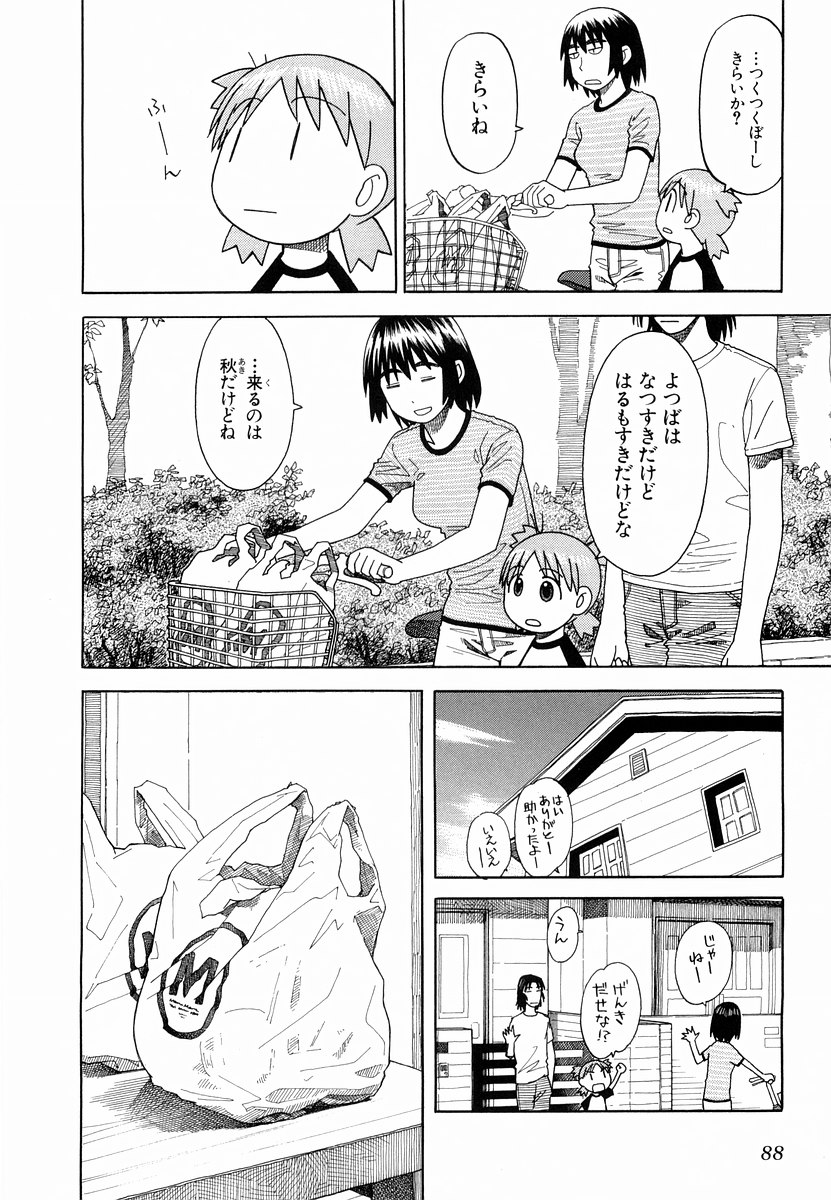 …つくつくぼーし
きらいか?
きらいね
ふーん
よつばは
なつすきだけど
はるもすきだけどな
…来るのは
秋だけどね
はい
ありがとー
助かったよー
いえいえー
じゃー
ねー
げんき
だせな!?
うん
M
88